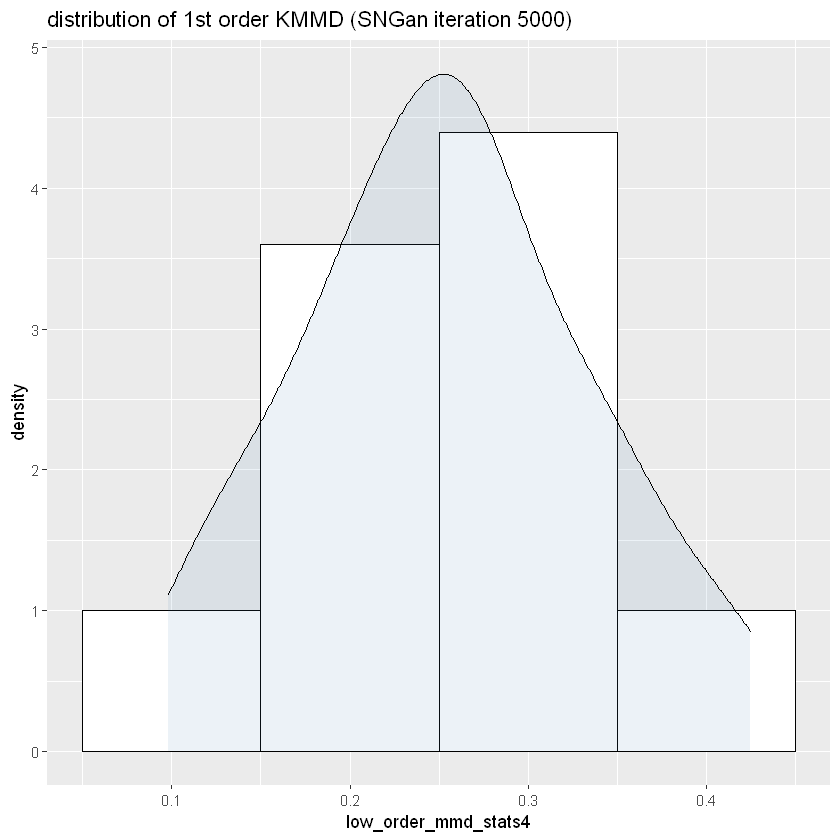 distribution of 1st order KMMD (SNGan iteration 5000)
5
4
3
2
1
0
density
0.1 0.2 0.3 0.4
low_order_mmd_stats4